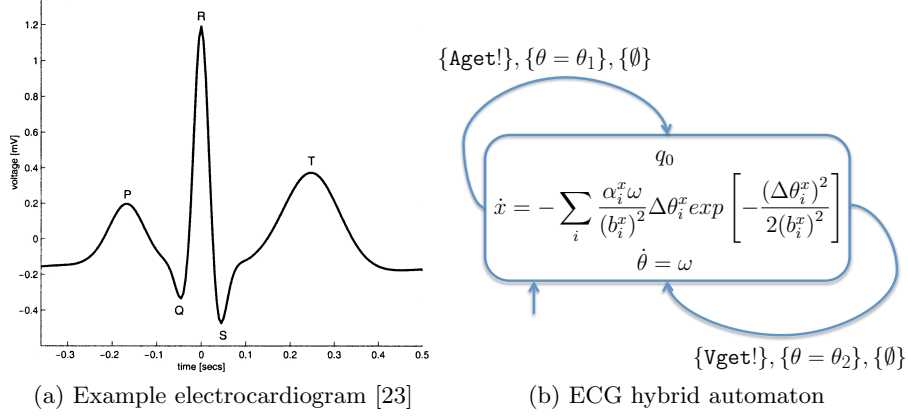 R
1.2
1
0.8
0.6
0.4
0.2
0
-0.2
-0.4
voltage [mV]
P
T
Q
S
-0.3
-0.2
-0.1
0
0.1
0.2
0.3
0.4
0.5
time [secs]
(a) Example electrocardiogram [23]
{Aget!}, {θ = θ₁}, {∅}
q₀
ẋ = − ∑ᵢ (αᵢˣω / (bᵢˣ)²) Δθᵢˣ exp [ − (Δθᵢˣ)² / 2(bᵢˣ)² ]
θ̇ = ω
{Vget!}, {θ = θ₂}, {∅}
(b) ECG hybrid automaton